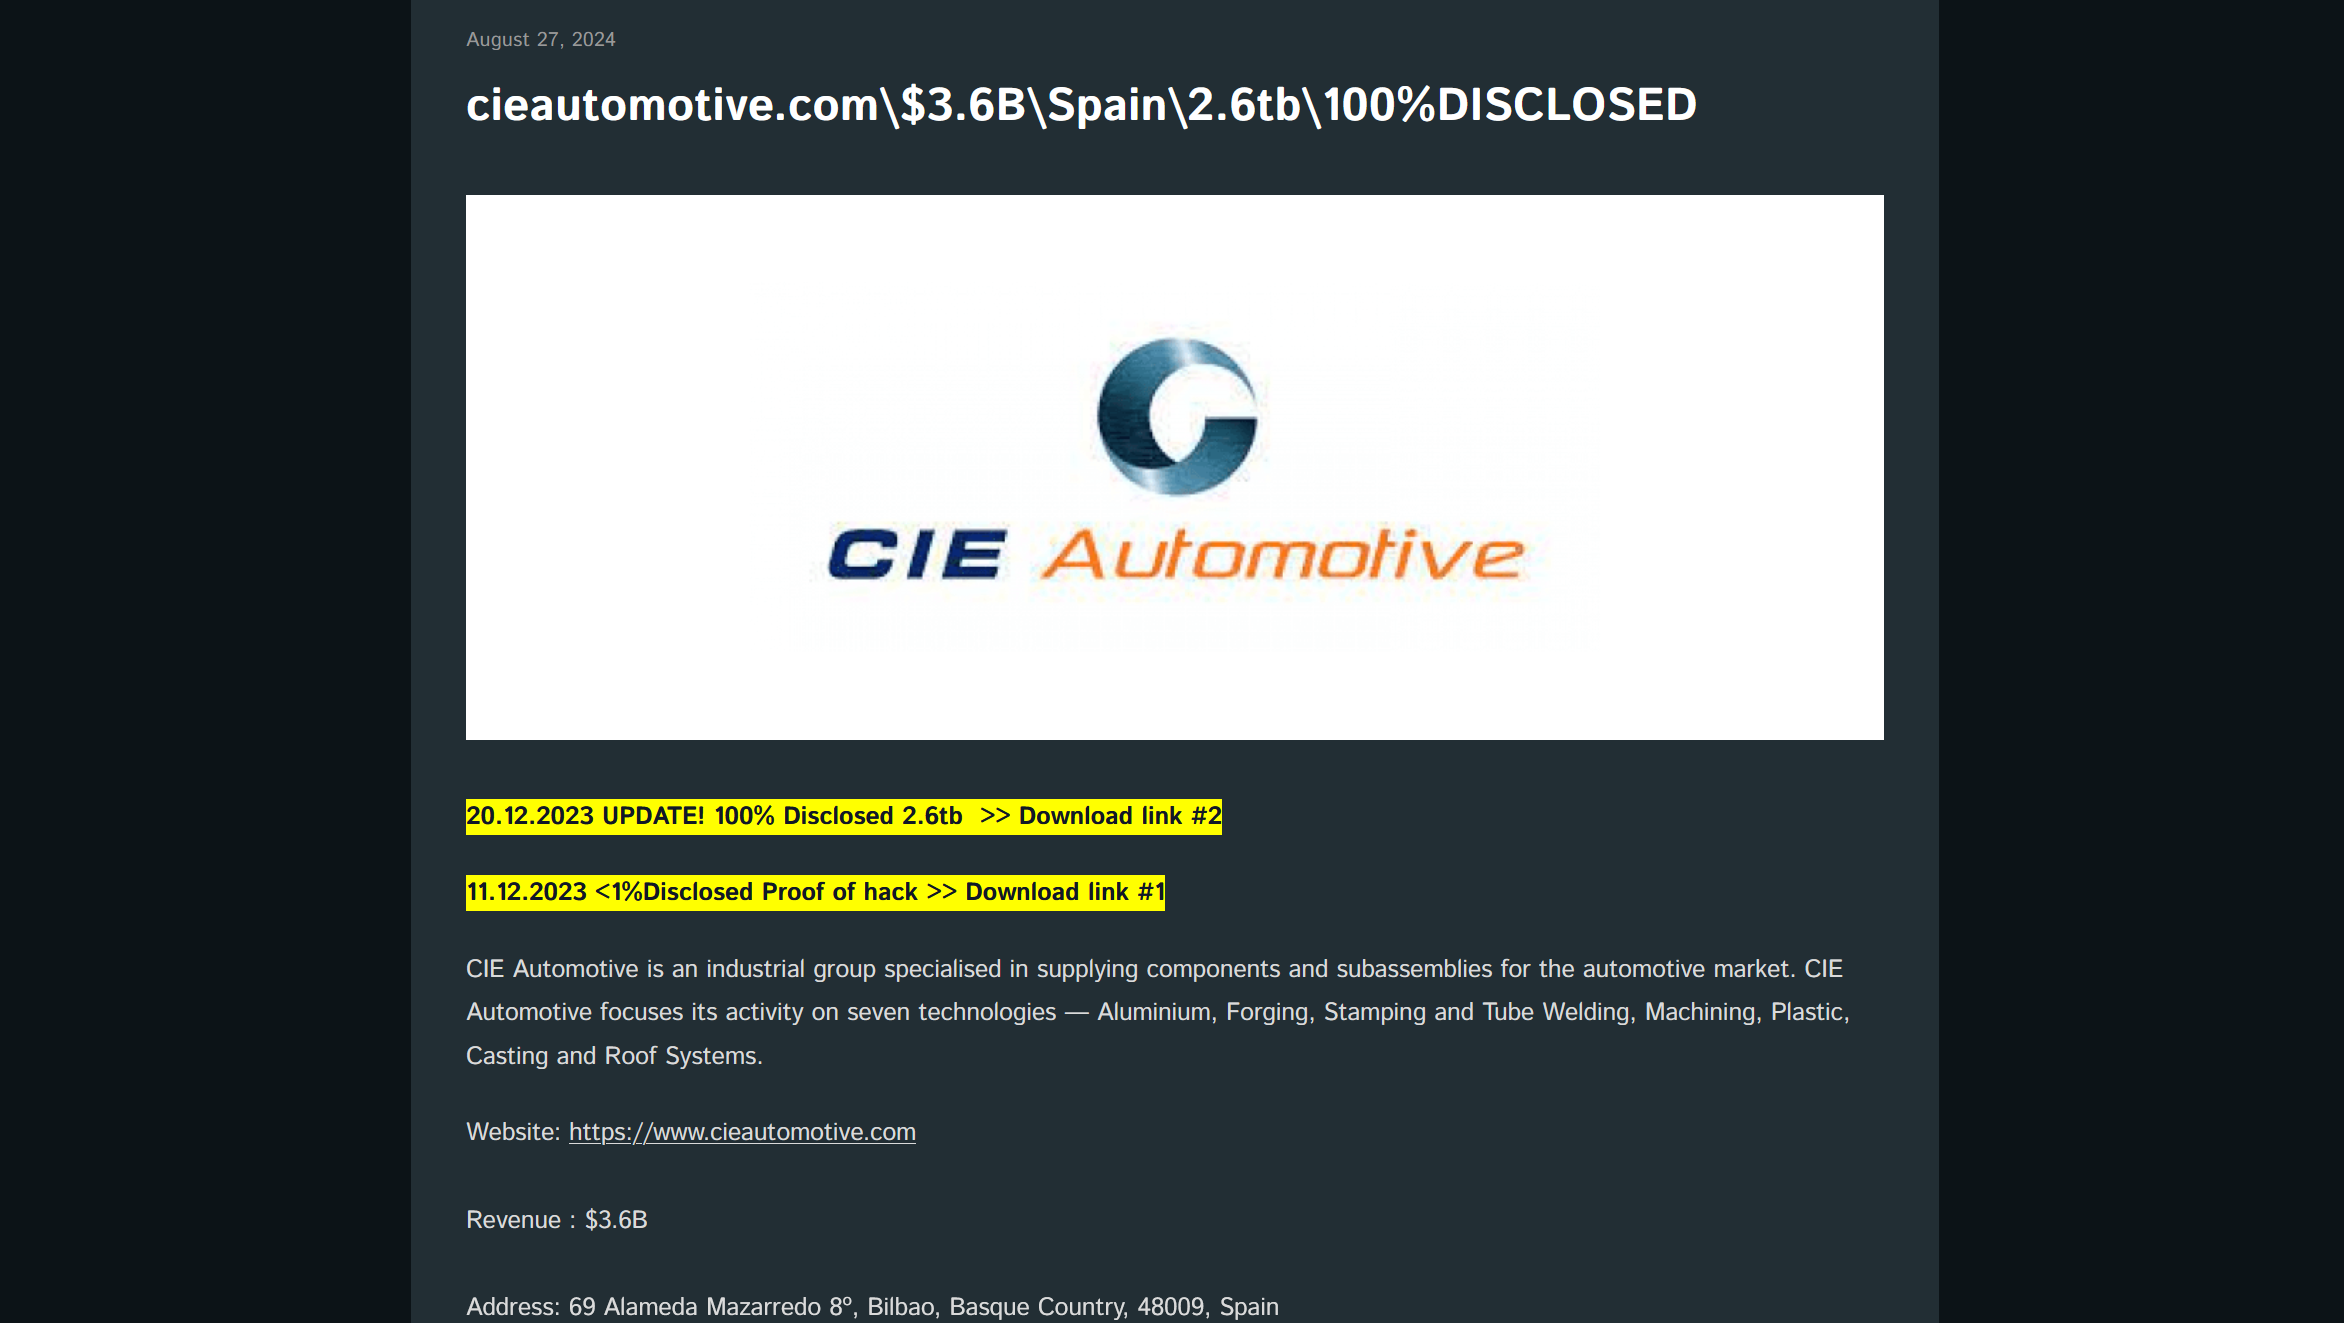 August 27, 2024
cieautomotive.com\$3.6B\Spain\2.6tb\100%DISCLOSED
CIE Automotive
20.12.2023 UPDATE! 100% Disclosed 2.6tb >> Download link #2
11.12.2023 <1%Disclosed Proof of hack >> Download link #1
CIE Automotive is an industrial group specialised in supplying components and subassemblies for the automotive market. CIE
Automotive focuses its activity on seven technologies — Aluminium, Forging, Stamping and Tube Welding, Machining, Plastic,
Casting and Roof Systems.
Website: https://www.cieautomotive.com
Revenue : $3.6B
Address: 69 Alameda Mazarredo 8º, Bilbao, Basque Country, 48009, Spain